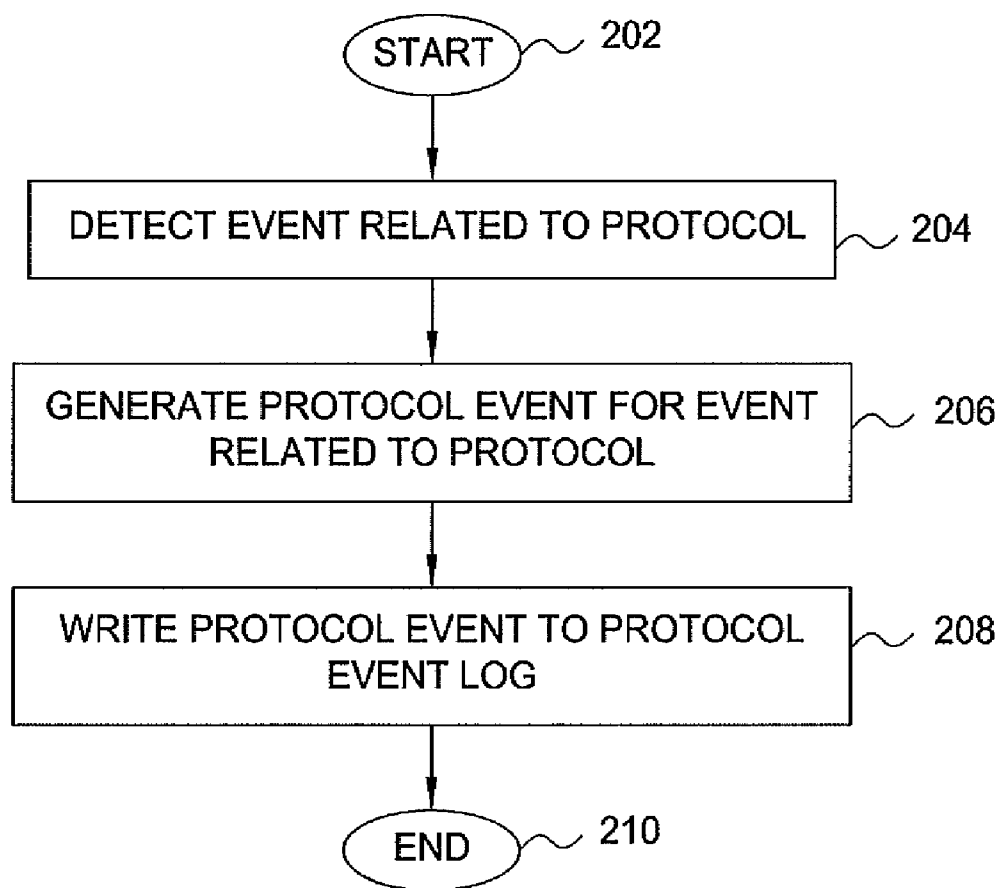 START
202
DETECT EVENT RELATED TO PROTOCOL
204
GENERATE PROTOCOL EVENT FOR EVENT
RELATED TO PROTOCOL
206
WRITE PROTOCOL EVENT TO PROTOCOL
EVENT LOG
208
END
210